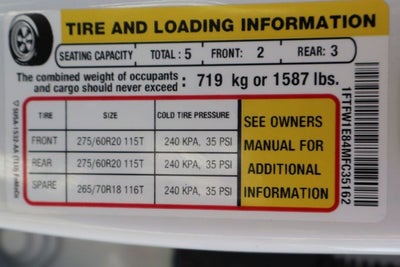 TIRE AND LOADING INFORMATION
SEATING CAPACITY TOTAL : 5 FRONT: 2 REAR: 3
The combined weight of occupants and cargo should never exceed : 719 kg or 1587 lbs.
TIRE SIZE COLD TIRE PRESSURE
FRONT 275/60R20 115T 240 KPA, 35 PSI
REAR 275/60R20 115T 240 KPA, 35 PSI
SPARE 265/70R18 116T 240 KPA, 35 PSI
SEE OWNERS
MANUAL FOR
ADDITIONAL
INFORMATION
1FTFW1E84MFC35162